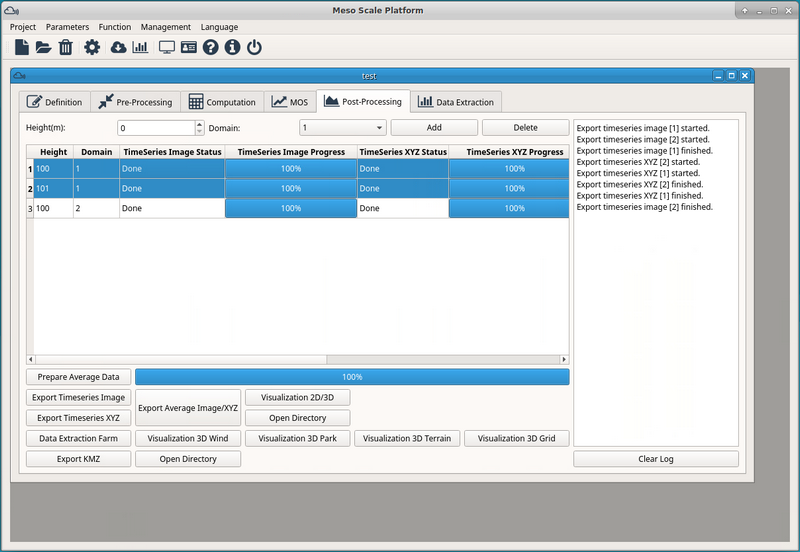 Meso Scale Platform
Project Parameters Function Management Language
test
Definition Pre-Processing Computation MOS Post-Processing Data Extraction
Height(m): 0 Domain: 1 Add Delete
Height Domain TimeSeries Image Status TimeSeries Image Progress TimeSeries XYZ Status TimeSeries XYZ Progress
1 100 1 Done 100% Done 100%
2 101 1 Done 100% Done 100%
3 100 2 Done 100% Done 100%
Export timeseries image [1] started.
Export timeseries image [2] started.
Export timeseries image [1] finished.
Export timeseries XYZ [2] started.
Export timeseries XYZ [1] started.
Export timeseries XYZ [2] finished.
Export timeseries XYZ [1] finished.
Export timeseries image [2] finished.
Prepare Average Data 100%
Export Timeseries Image Export Average Image/XYZ Visualization 2D/3D
Export Timeseries XYZ Open Directory
Data Extraction Farm Visualization 3D Wind Visualization 3D Park Visualization 3D Terrain Visualization 3D Grid
Export KMZ Open Directory Clear Log